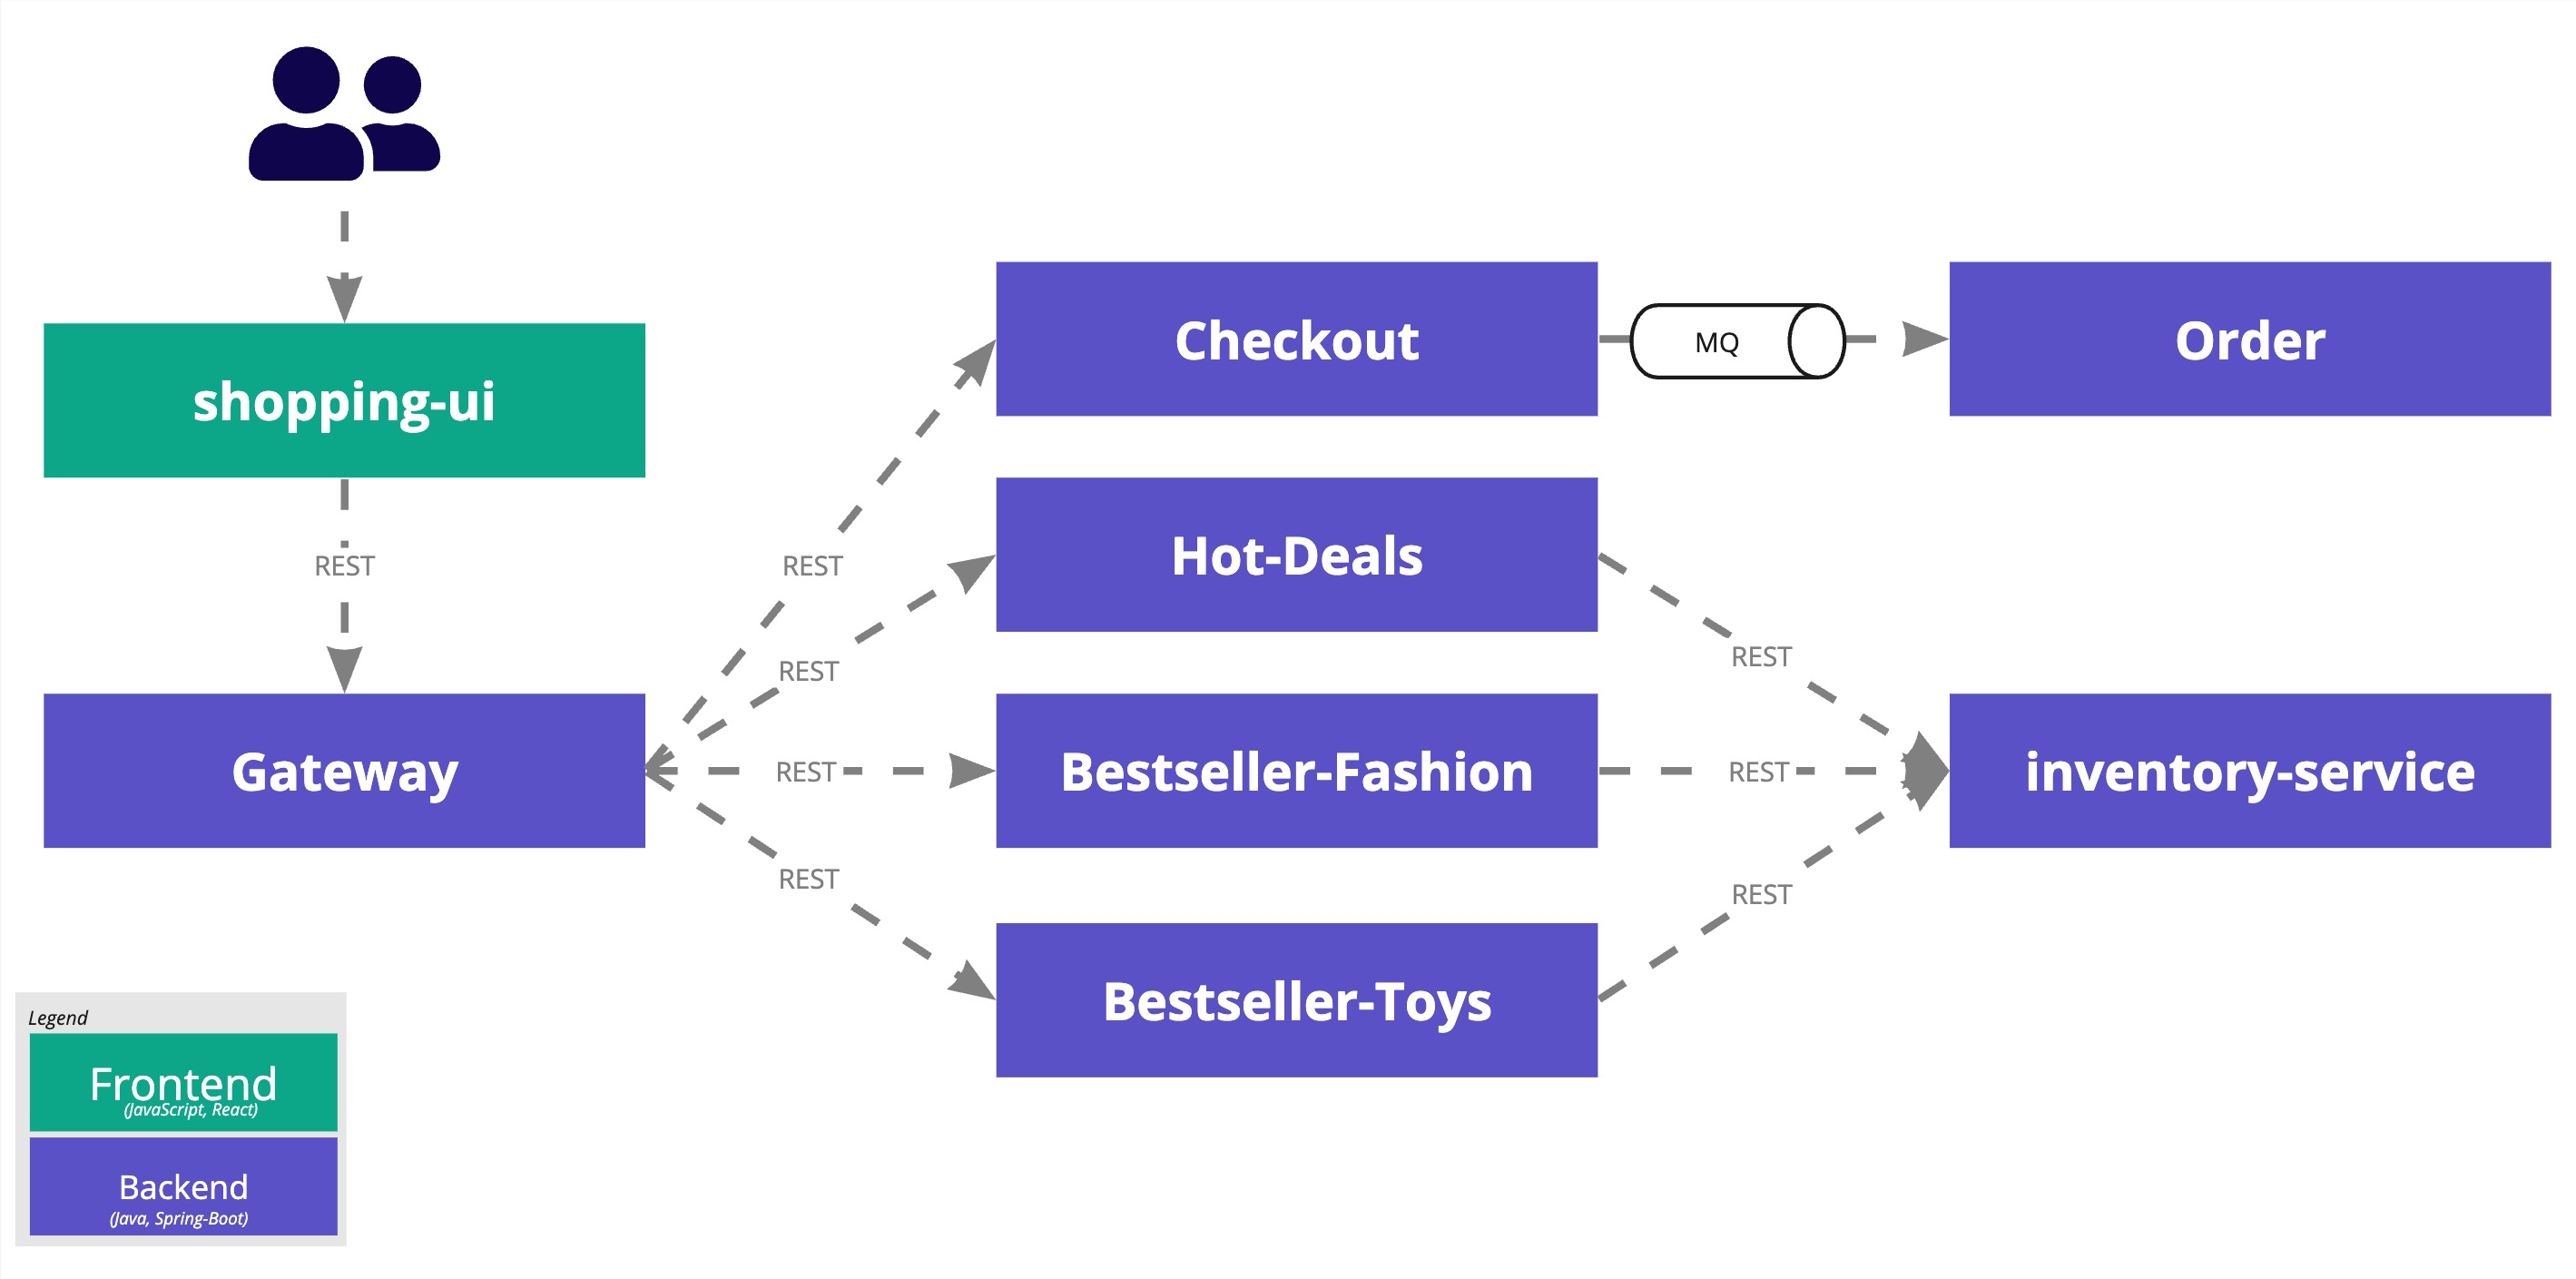 shopping-ui
REST
Gateway
REST
REST
REST
REST
Checkout
MQ
Order
Hot-Deals
REST
Bestseller-Fashion
REST
inventory-service
Bestseller-Toys
REST
Legend
Frontend
(JavaScript, React)
Backend
(Java, Spring-Boot)